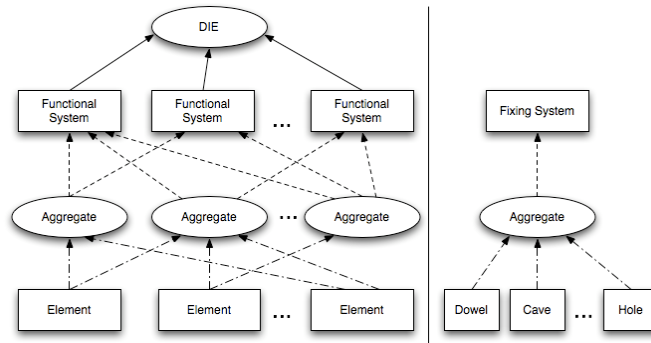 DIE
Functional
System
Functional
System
...
Functional
System
Aggregate
Aggregate
...
Aggregate
Element
Element
...
Element
Fixing System
Aggregate
Dowel
Cave
...
Hole